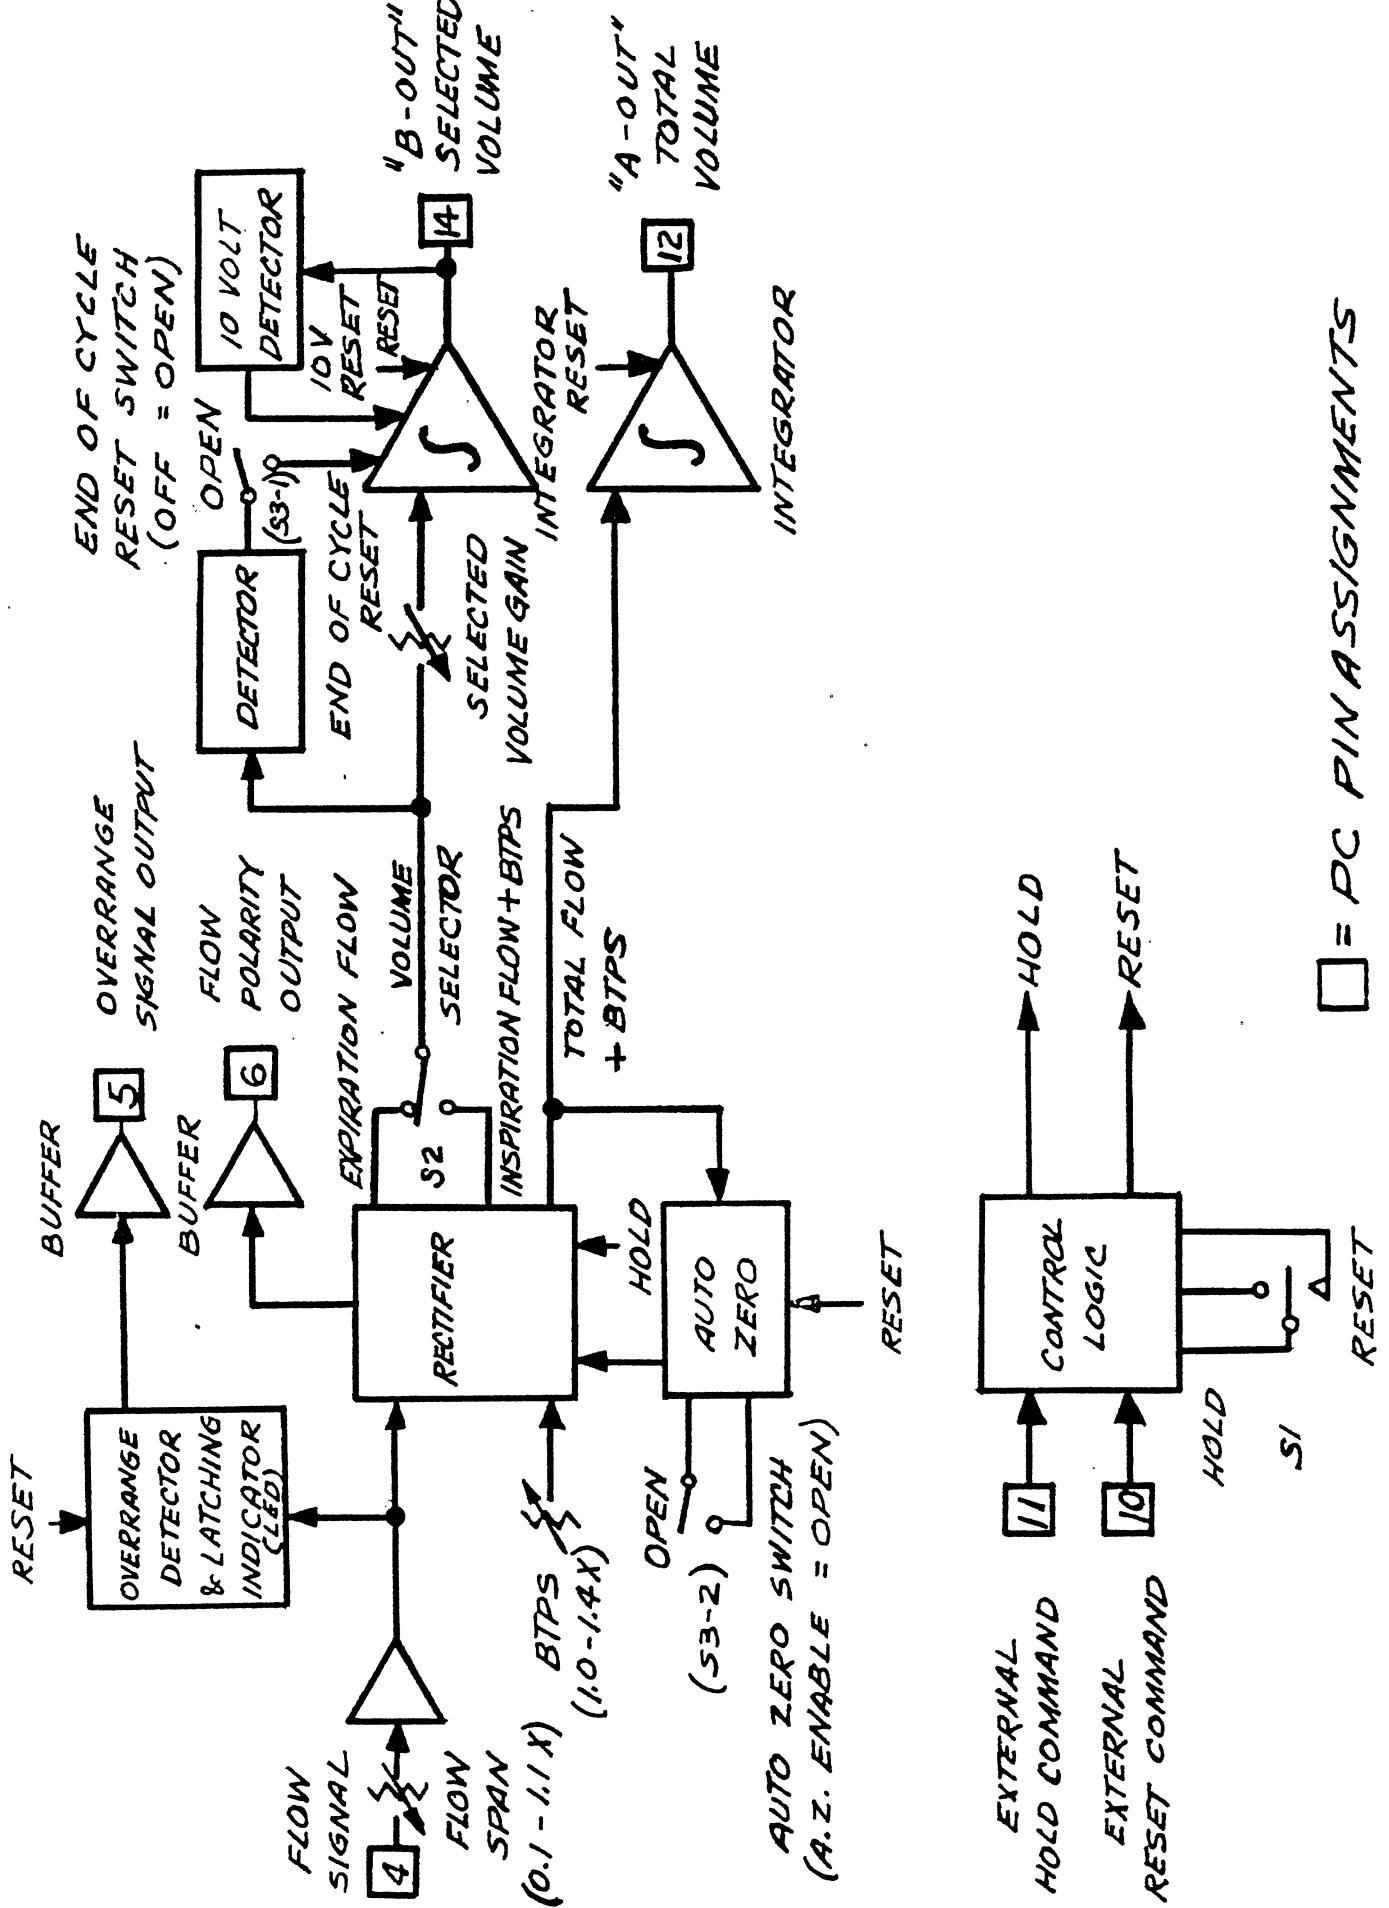 RESET
OVERRANGE
DETECTOR
& LATCHING
INDICATOR
(LED)
BUFFER
5
OVERRANGE
SIGNAL OUTPUT
BUFFER
6
FLOW
POLARITY
OUTPUT
END OF CYCLE
RESET SWITCH
(OFF = OPEN)
OPEN
(S3-1)
DETECTOR
10 VOLT
DETECTOR
10V
RESET
RESET
END OF CYCLE
RESET
FLOW
SIGNAL
4
FLOW
SPAN
(0.1 - 1.1 X)
BTPS
(1.0 - 1.4 X)
RECTIFIER
HOLD
EXPIRATION FLOW
S2
VOLUME
SELECTOR
INSPIRATION FLOW + BTPS
SELECTED
VOLUME GAIN
∫
INTEGRATOR
14
"B-OUT"
SELECTED
VOLUME
TOTAL FLOW
+ BTPS
RESET
∫
INTEGRATOR
12
"A-OUT"
TOTAL
VOLUME
OPEN
(S3-2)
AUTO ZERO SWITCH
(A.Z. ENABLE = OPEN)
AUTO
ZERO
RESET
EXTERNAL
HOLD COMMAND
11
EXTERNAL
RESET COMMAND
10
CONTROL
LOGIC
HOLD
RESET
HOLD
S1
RESET
= PC PIN ASSIGNMENTS